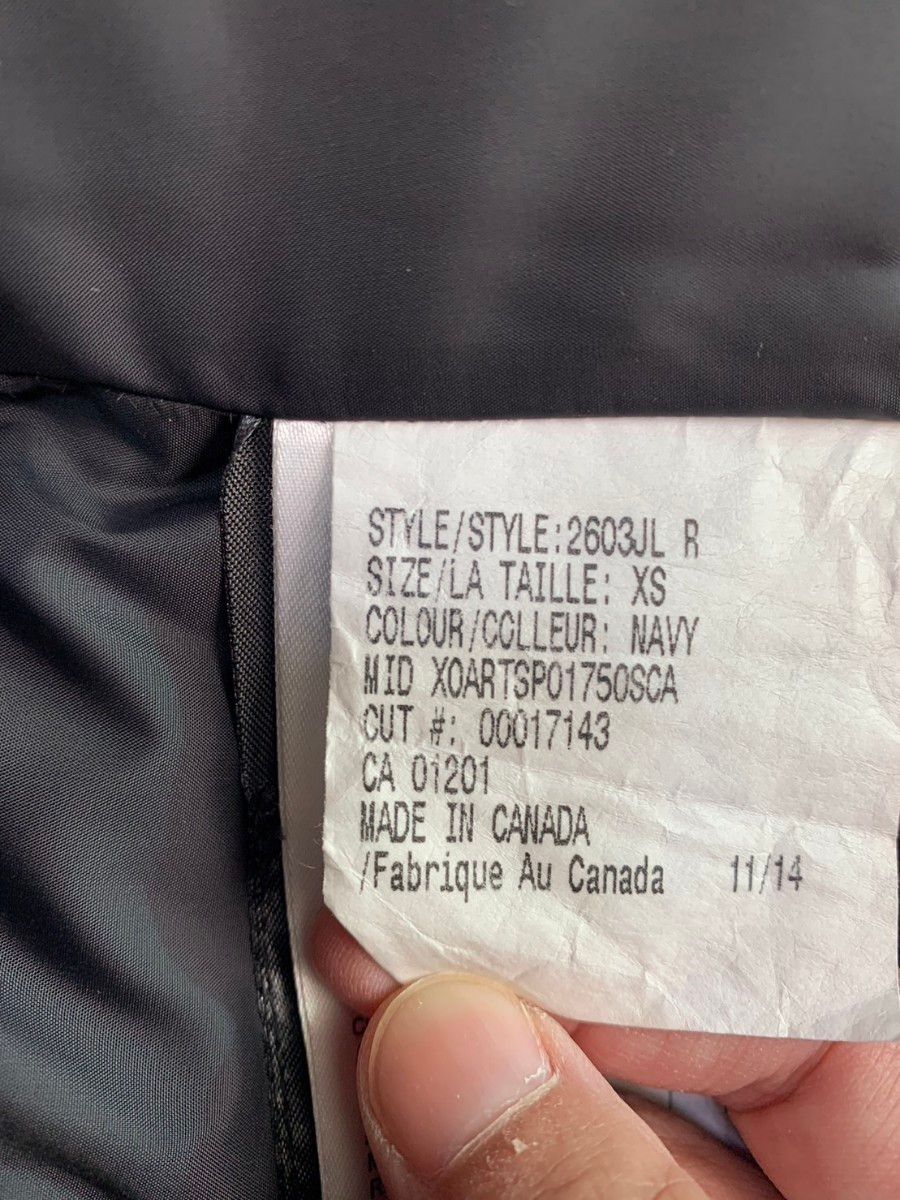 STYLE/STYLE:2603JL R
SIZE/LA TAILLE: XS
COLOUR/COLLEUR: NAVY
MID XOARTSP01750SCA
CUT #: 00017143
CA 01201
MADE IN CANADA
/Fabrique Au Canada 11/14